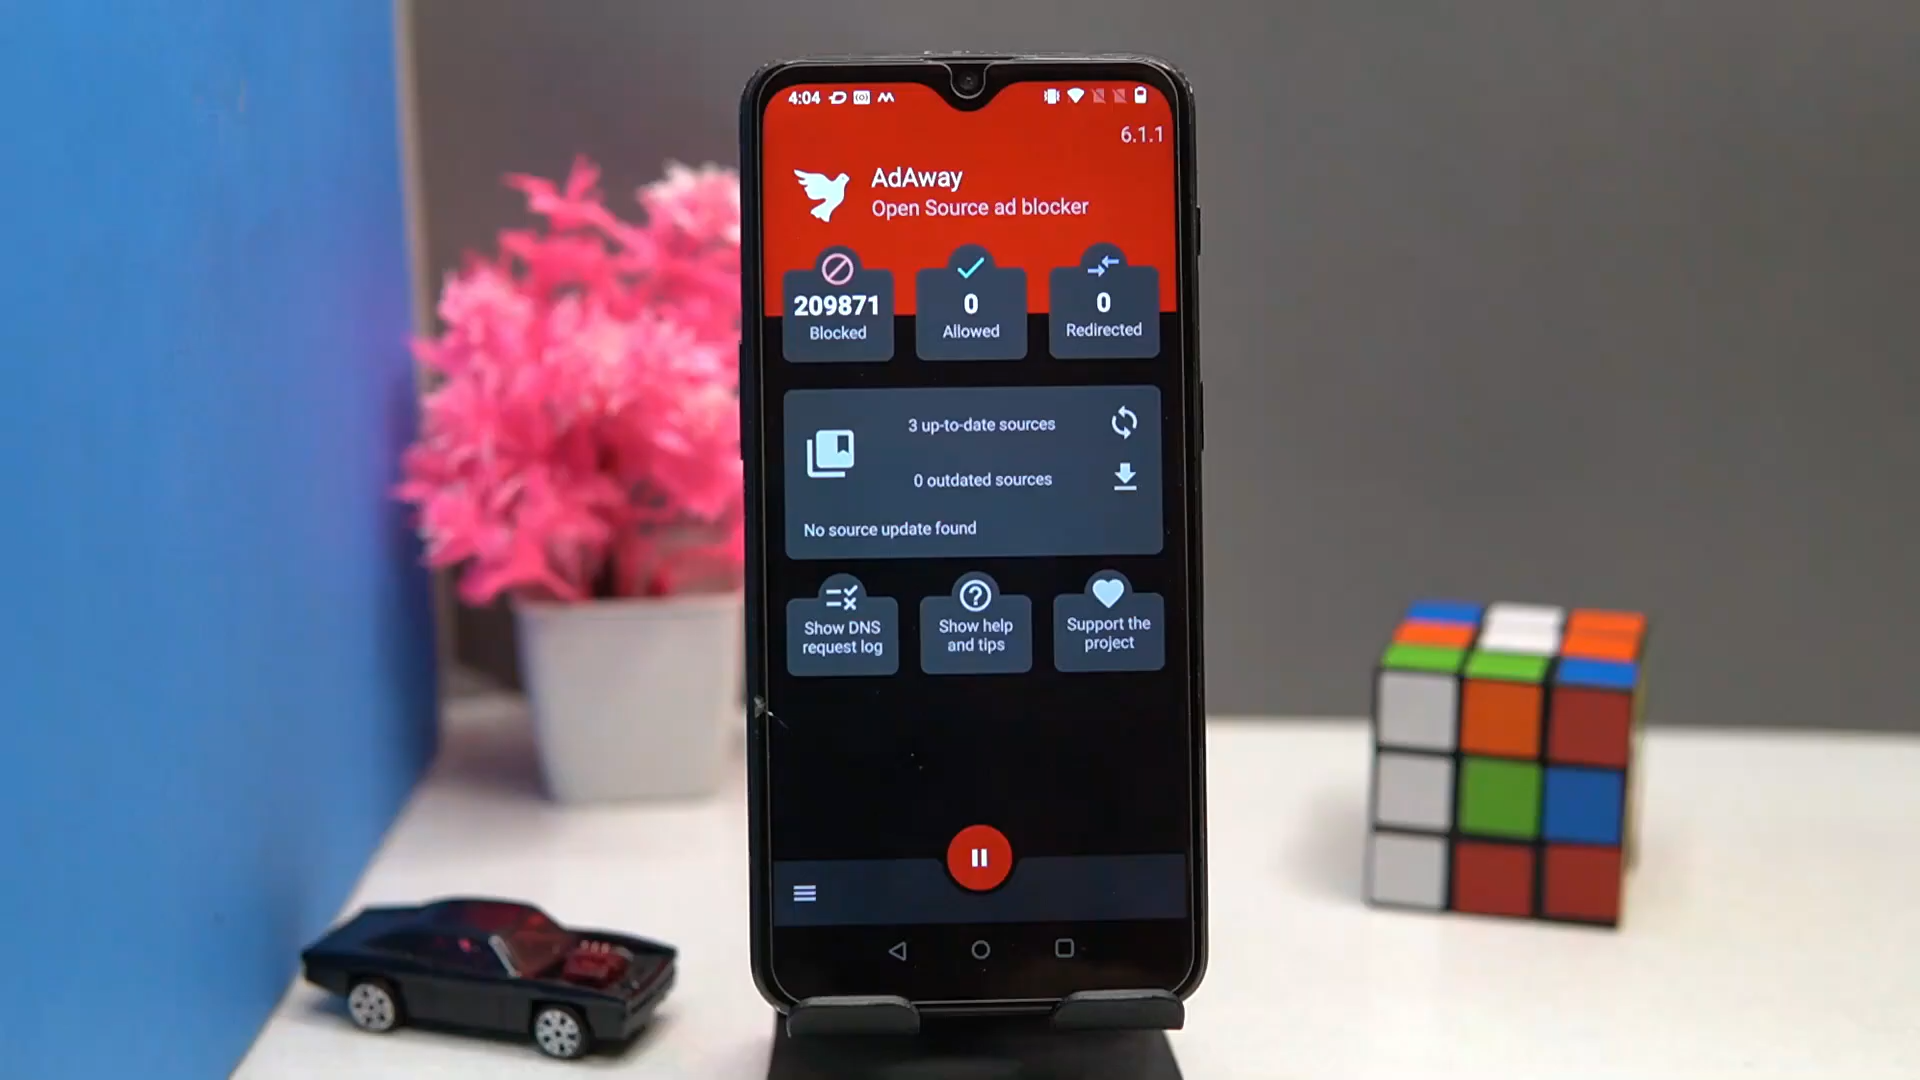 4:04
6.1.1
AdAway
Open Source ad blocker
209871
Blocked
0
Allowed
0
Redirected
3 up-to-date sources
0 outdated sources
No source update found
Show DNS
request log
Show help
and tips
Support the
project